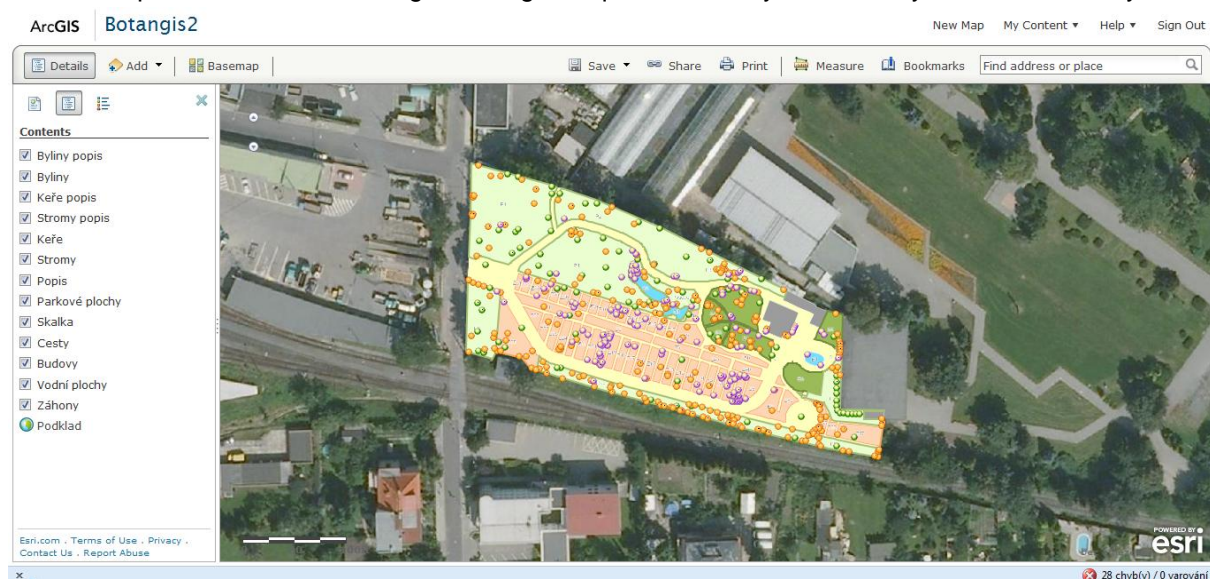 ArcGIS Botangis2 New Map My Content ▾ Help ▾ Sign Out
Details Add ▾ Basemap Save ▾ Share Print Measure Bookmarks Find address or place
Contents
Byliny popis
Byliny
Keře popis
Stromy popis
Keře
Stromy
Popis
Parkové plochy
Skalka
Cesty
Budovy
Vodní plochy
Záhony
Podklad
Esri.com . Terms of Use . Privacy .
Contact Us . Report Abuse
POWERED BY
esri
x 28 chyb(y) / 0 varování